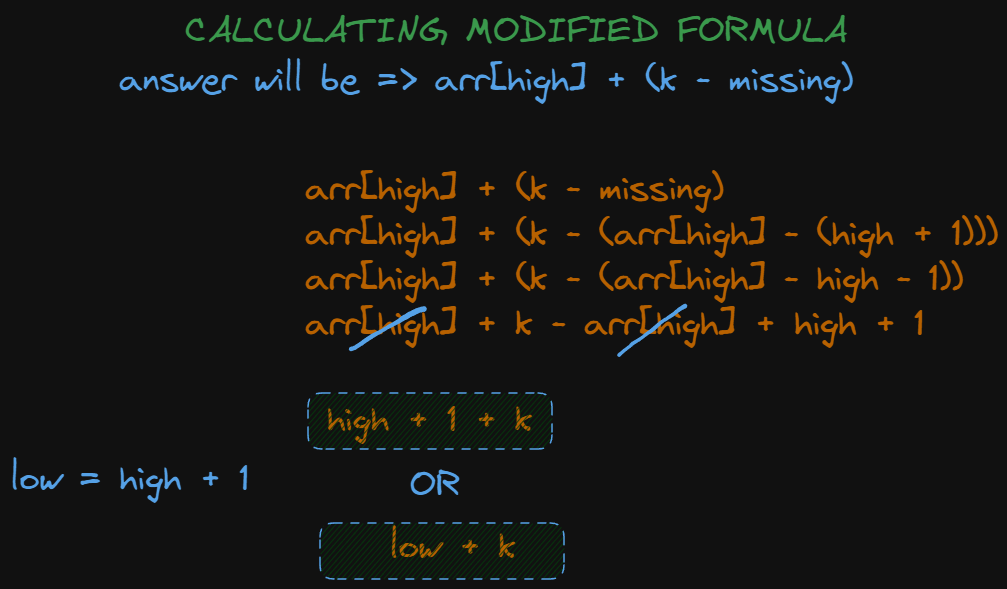 CALCULATING MODIFIED FORMULA
answer will be => arr[high] + (k - missing)
arr[high] + (k - missing)
arr[high] + (k - (arr[high] - (high + 1)))
arr[high] + (k - (arr[high] - high - 1))
arr[high] + k - arr[high] + high + 1
high + 1 + k
low = high + 1
OR
low + k